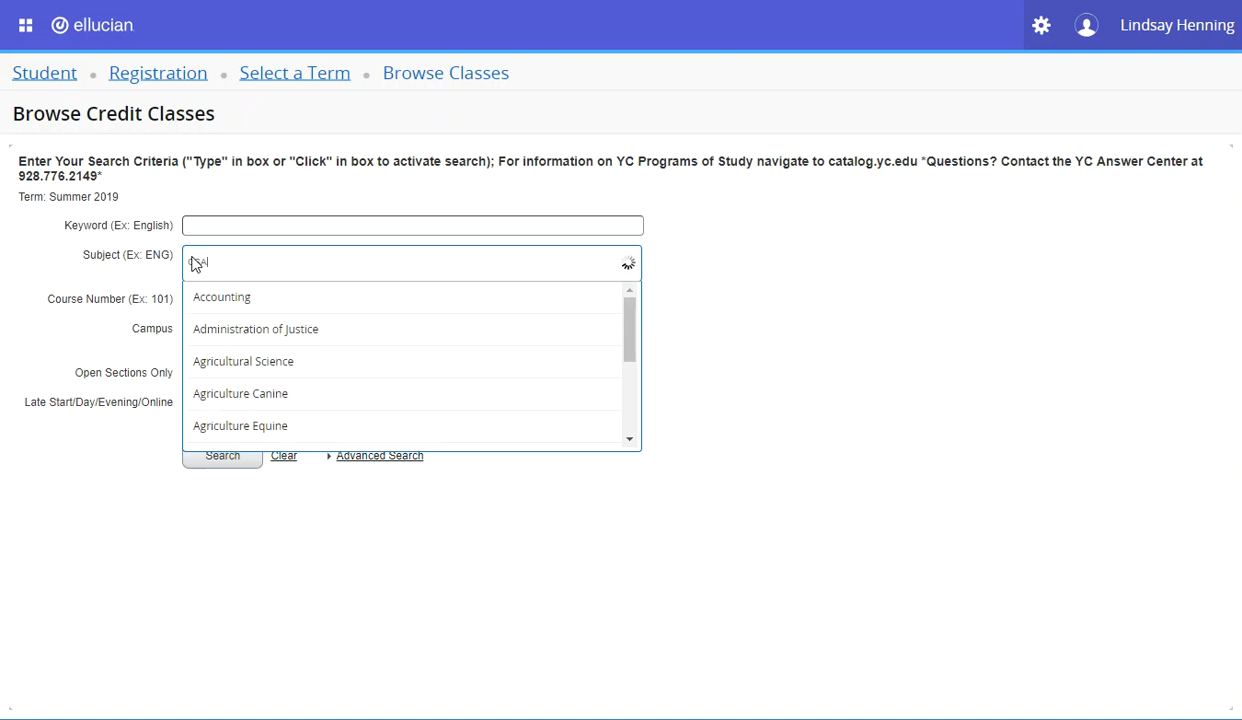 ellucian
Lindsay Henning
Student • Registration • Select a Term • Browse Classes
Browse Credit Classes
Enter Your Search Criteria ("Type" in box or "Click" in box to activate search); For information on YC Programs of Study navigate to catalog.yc.edu *Questions? Contact the YC Answer Center at
928.776.2149*
Term: Summer 2019
Keyword (Ex: English)
Subject (Ex: ENG)
Accounting
Course Number (Ex: 101)
Campus
Administration of Justice
Agricultural Science
Open Sections Only
Agriculture Canine
Late Start/Day/Evening/Online
Agriculture Equine
Search Clear Advanced Search